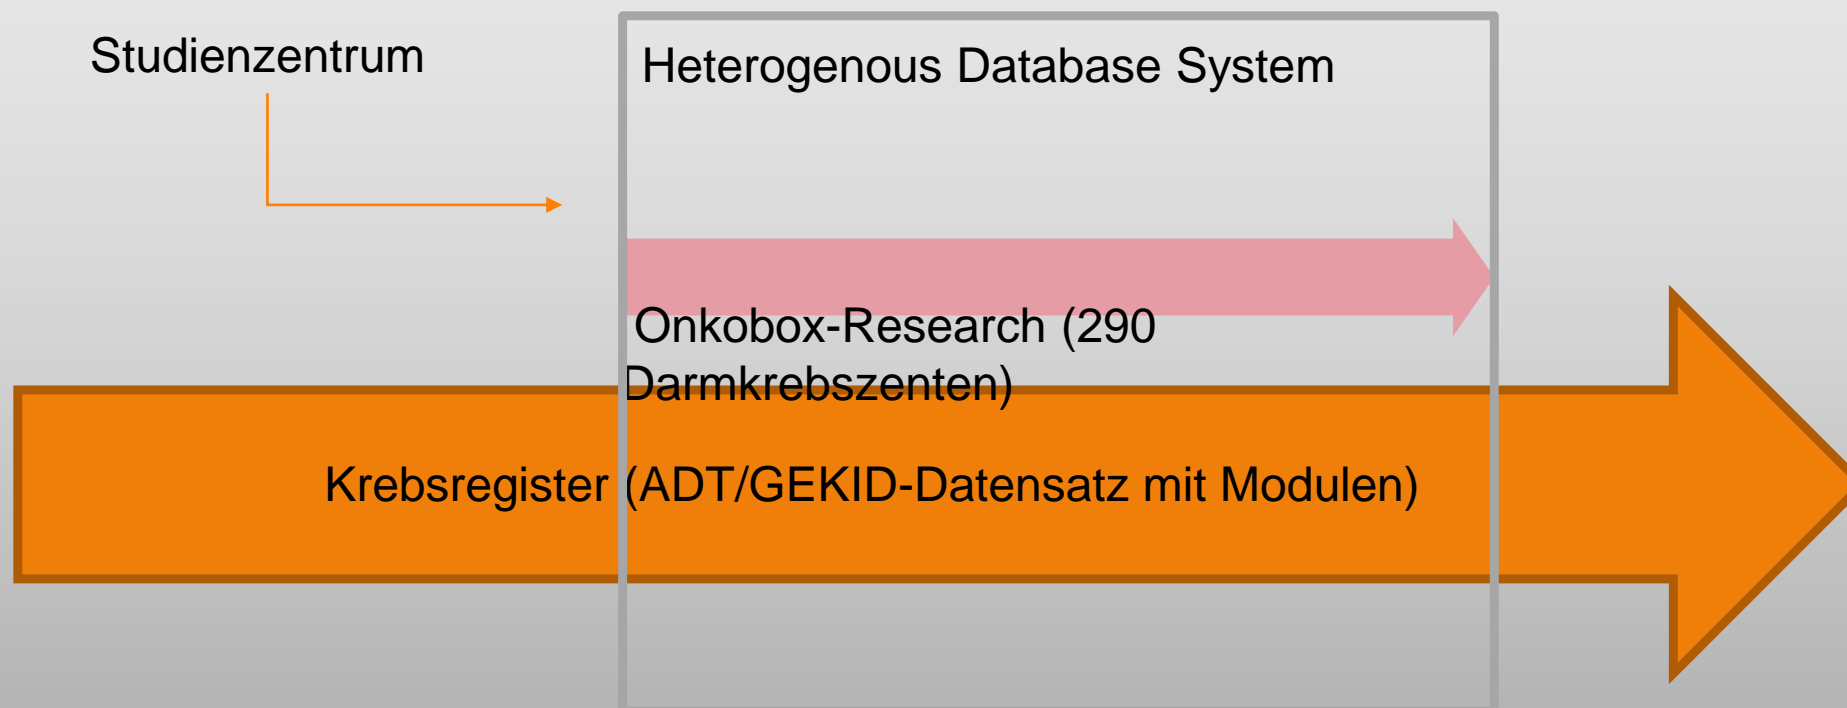 Studienzentrum
Heterogenous Database System
Onkobox-Research (290
Darmkrebszenten)
Krebsregister (ADT/GEKID-Datensatz mit Modulen)